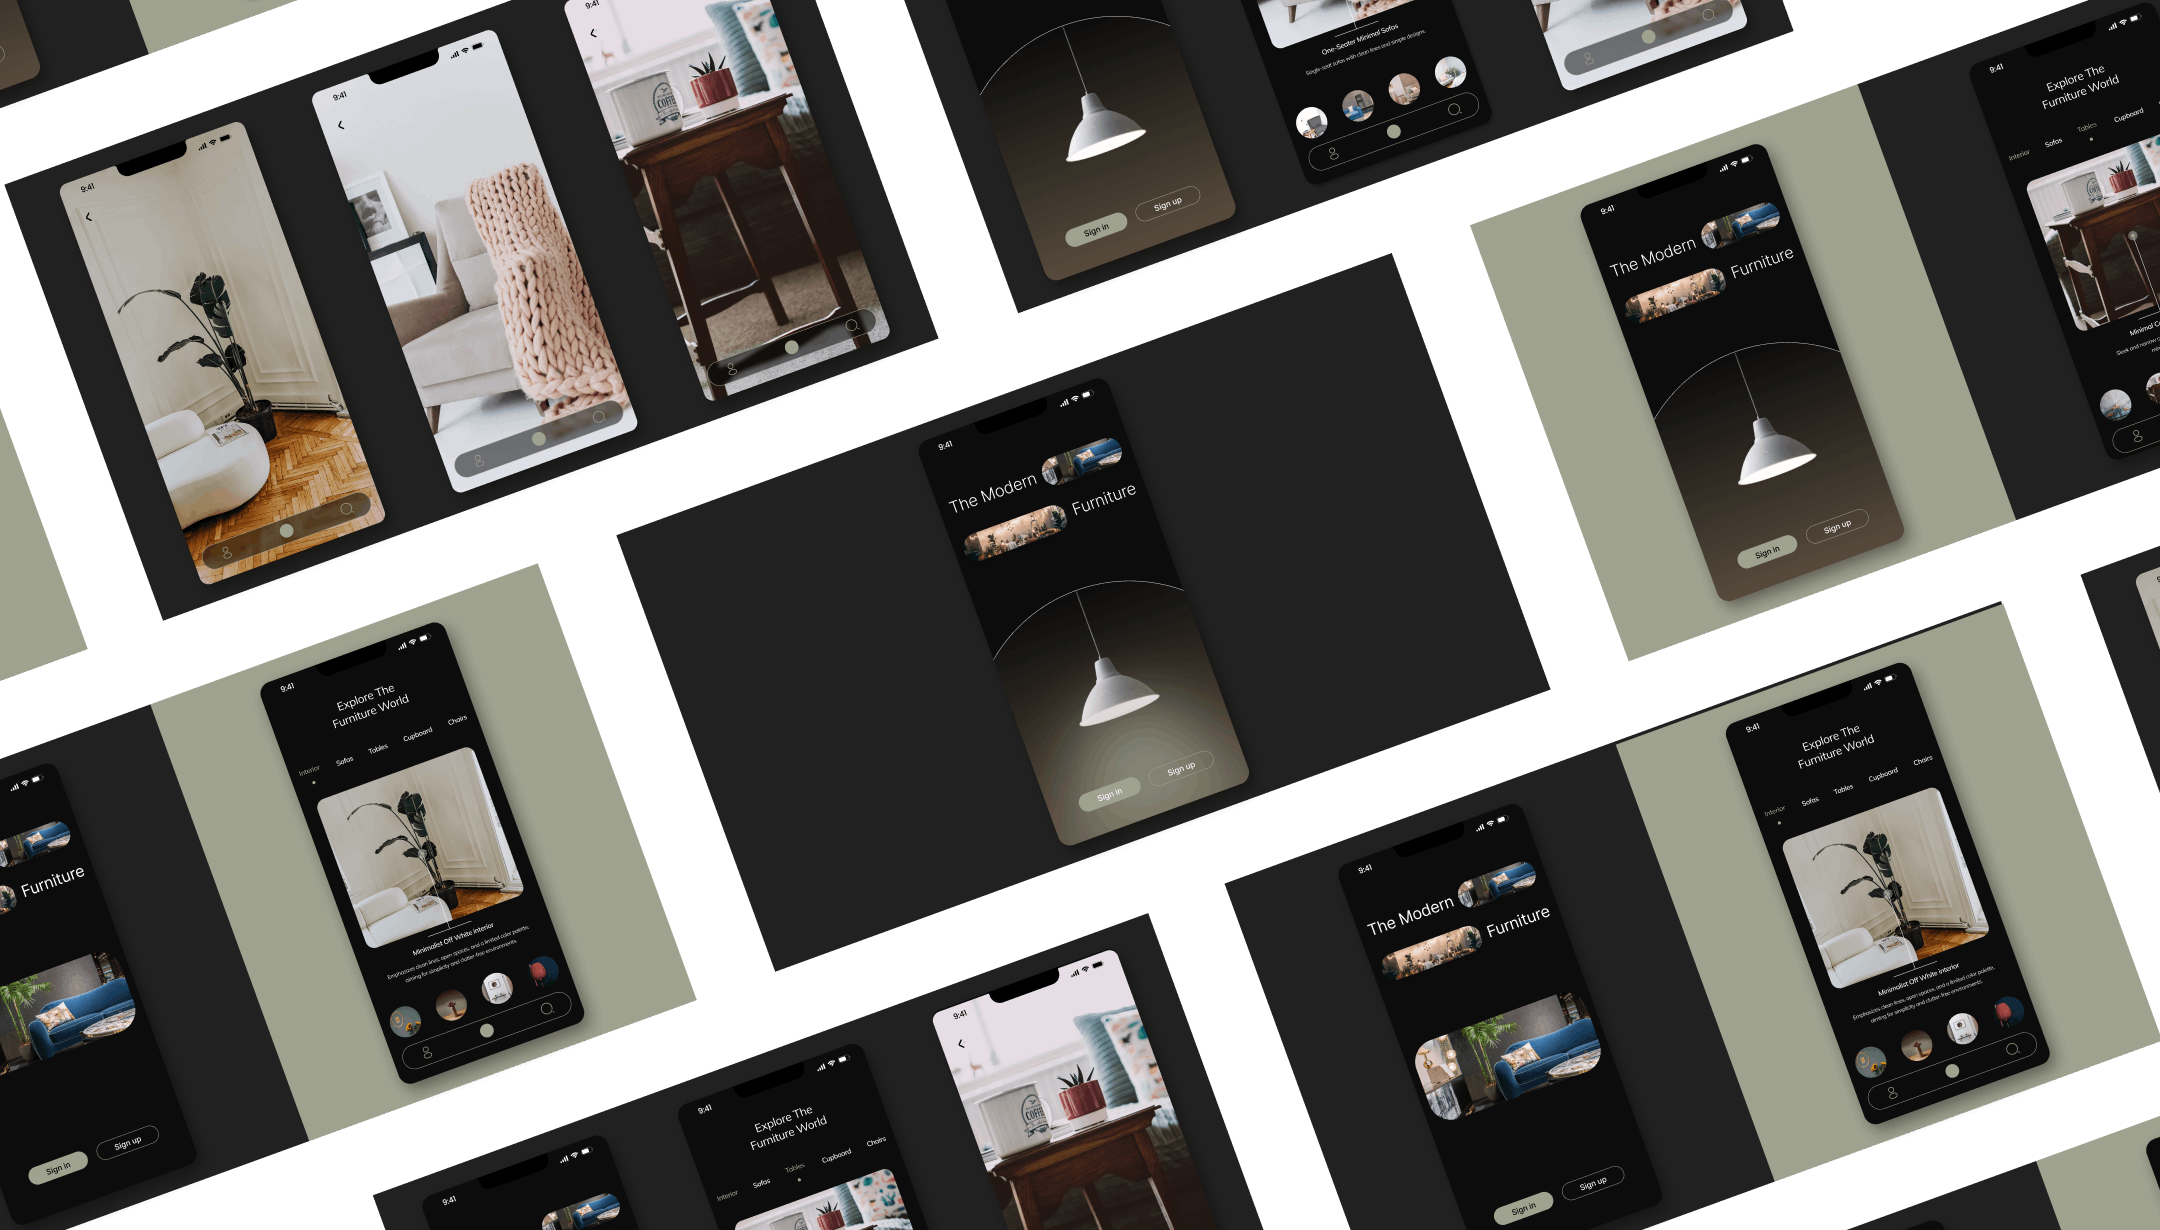 9:41
9:41
9:41
COFFEE
Sign in
Sign up
One-Seater Minimal Sofas
Single-seat sofas with clean lines and simple designs.
9:41
The Modern
Furniture
Sign in
Sign up
9:41
Explore The
Furniture World
Interior
Sofas
Tables
Cupboard
COFFEE
Minimal
Sleek and narrow
9:41
The Modern
Furniture
Sign in
Sign up
Furniture
Sign in
Sign up
9:41
Explore The
Furniture World
Interior
Sofas
Tables
Cupboard
Chairs
Minimalist Off White Interior
Emphasizes clean lines, open spaces, and a limited color palette,
aiming for simplicity and clutter-free environments.
9:41
9:41
Explore The
Furniture World
Interior
Sofas
Tables
Cupboard
Chairs
9:41
COFFEE
9:41
The Modern
Furniture
Sign in
Sign up
9:41
Explore The
Furniture World
Interior
Sofas
Tables
Cupboard
Chairs
Minimalist Off White Interior
Emphasizes clean lines, open spaces, and a limited color palette,
aiming for simplicity and clutter-free environments.